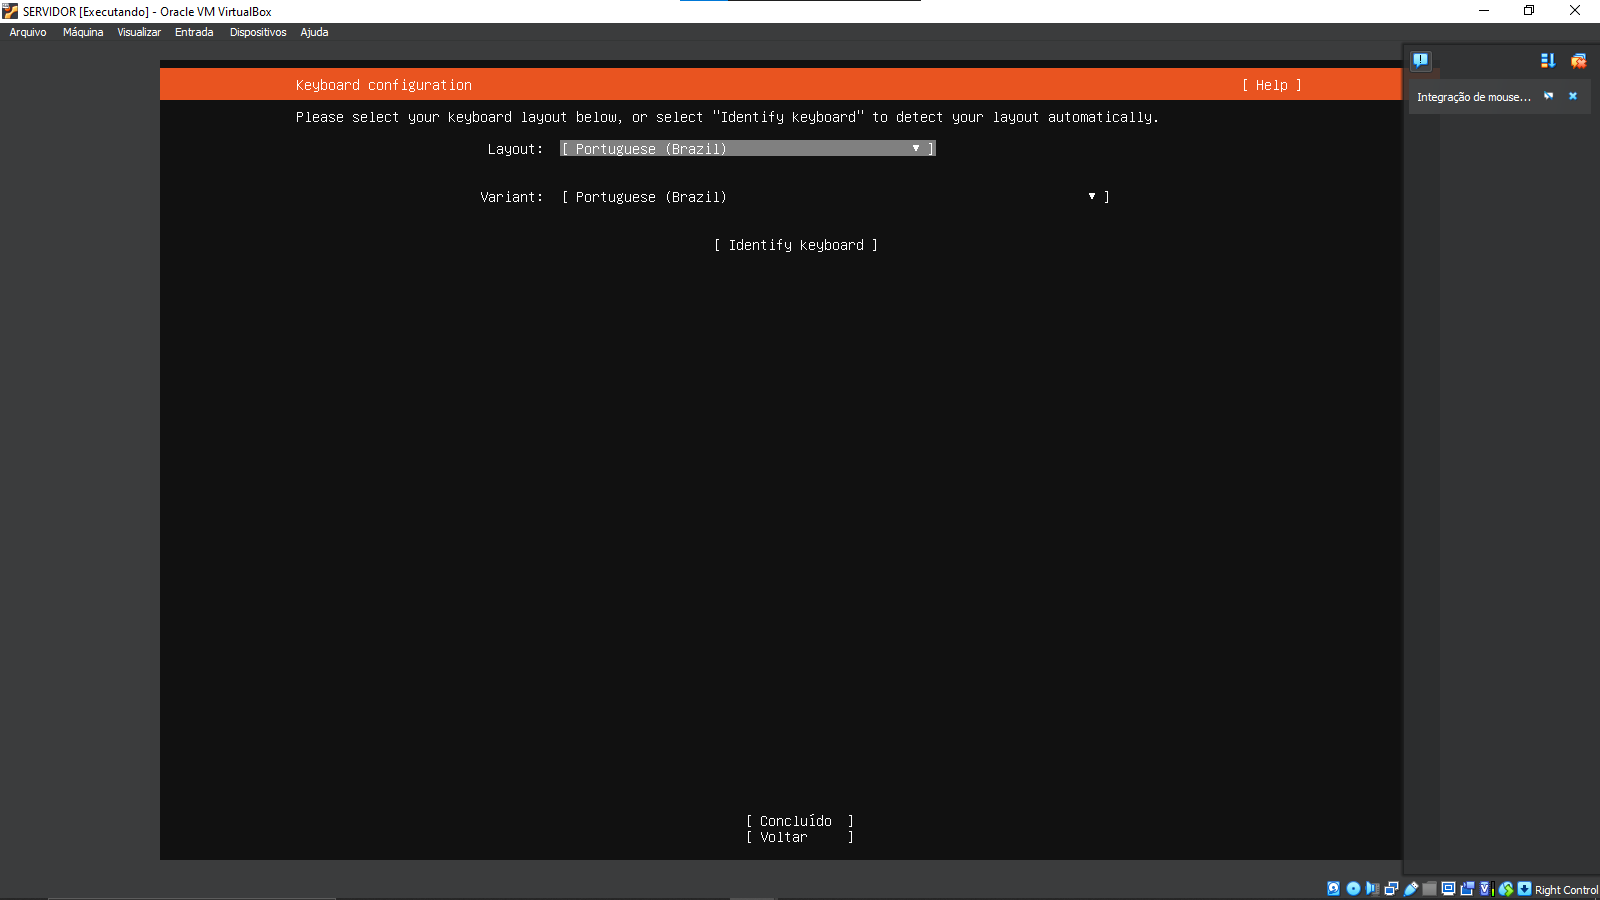 SERVIDOR [Executando] - Oracle VM VirtualBox
Arquivo Máquina Visualizar Entrada Dispositivos Ajuda
Keyboard configuration [ Help ]
Integração de mouse...
Please select your keyboard layout below, or select "Identify keyboard" to detect your layout automatically.
Layout: [ Portuguese (Brazil) ▼ ]
Variant: [ Portuguese (Brazil) ▼ ]
[ Identify keyboard ]
[ Concluído ]
[ Voltar ]
Right Control